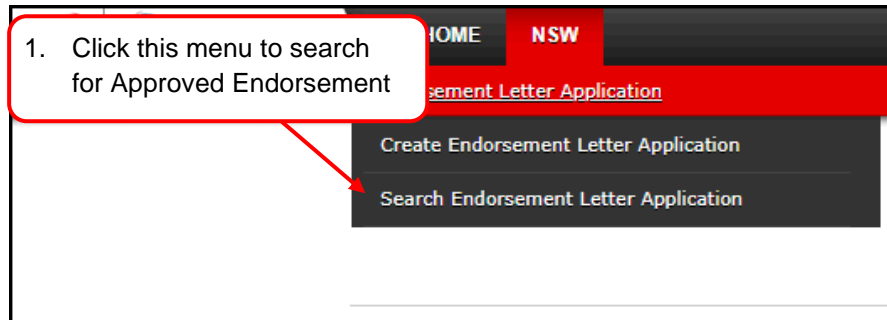 1. Click this menu to search
for Approved Endorsement
HOME NSW
sement Letter Application
Create Endorsement Letter Application
Search Endorsement Letter Application